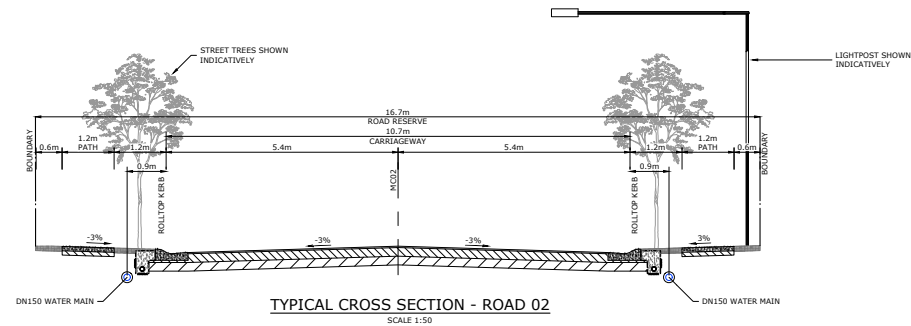 STREET TREES SHOWN
INDICATIVELY
LIGHTPOST SHOWN
INDICATIVELY
16.7m
ROAD RESERVE
10.7m
CARRIAGEWAY
BOUNDARY
0.6m
1.2m
PATH
1.2m
5.4m
5.4m
1.2m
1.2m
PATH
0.6m
BOUNDARY
0.9m
0.9m
ROLLTOP KERB
MC02
ROLLTOP KERB
-3%
-3%
-3%
3%
DN150 WATER MAIN
DN150 WATER MAIN
TYPICAL CROSS SECTION - ROAD 02
SCALE 1:50